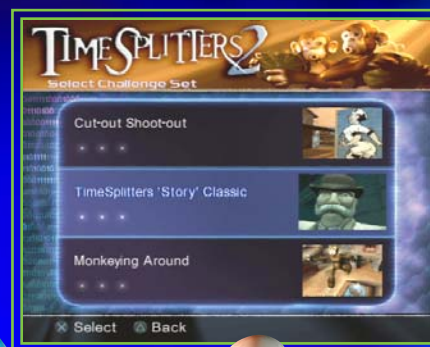 TIMESPLITTERS 2
Select Challenge Set
Cut-out Shoot-out
TimeSplitters 'Story' Classic
Monkeying Around
Select
Back